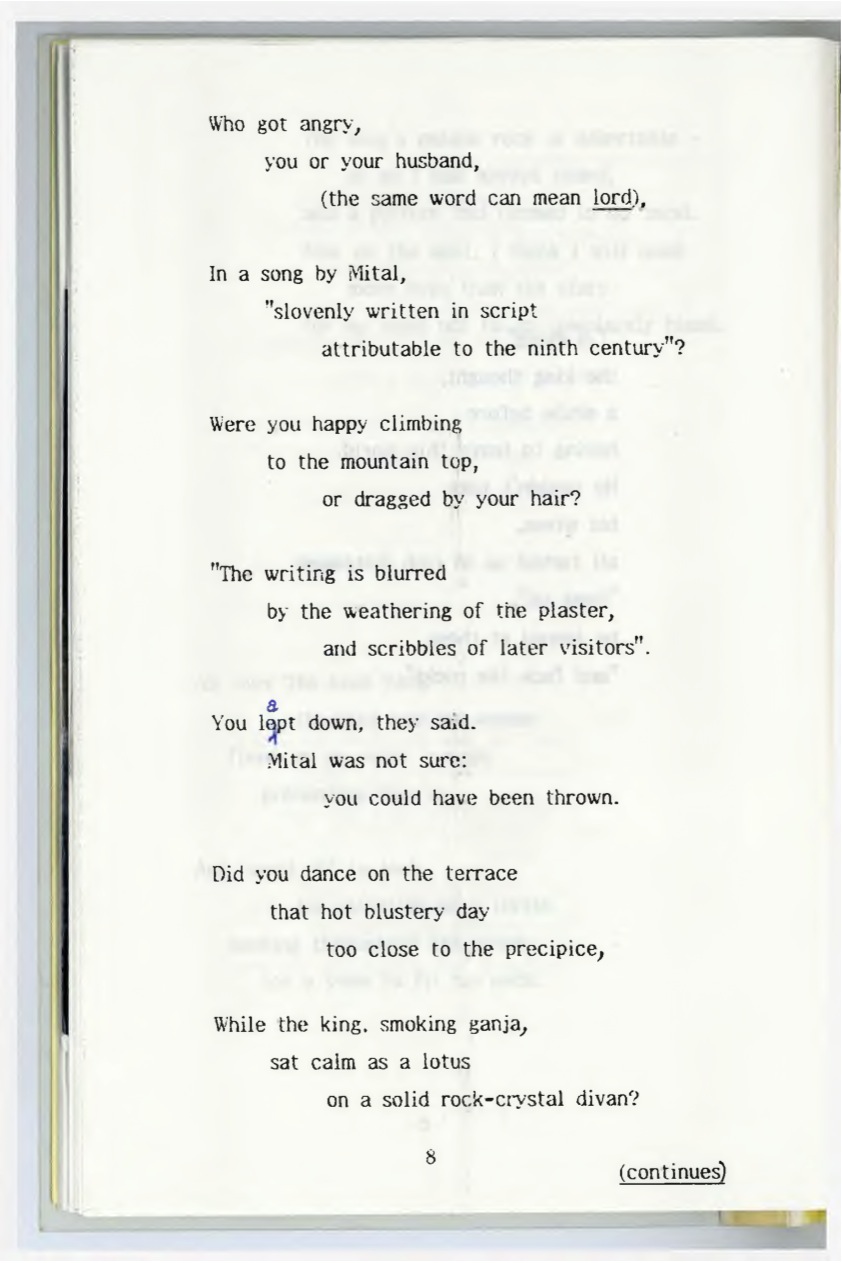 Who got angry,
you or your husband,
(the same word can mean lord),
In a song by Mital,
"slovenly written in script
attributable to the ninth century"?
Were you happy climbing
to the mountain top,
or dragged by your hair?
"The writing is blurred
by the weathering of the plaster,
and scribbles of later visitors".
a
You lept down, they said.
Mital was not sure:
you could have been thrown.
Did you dance on the terrace
that hot blustery day
too close to the precipice,
While the king, smoking ganja,
sat calm as a lotus
on a solid rock-crystal divan?
8
(continues)